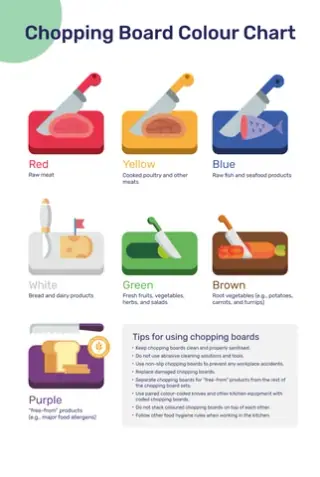 Chopping Board Colour Chart
Red
Raw meat
Yellow
Cooked poultry and other
meats
Blue
Raw fish and seafood products
White
Bread and dairy products
Green
Fresh fruits, vegetables,
herbs, and salads
Brown
Root vegetables (e.g., potatoes,
carrots, and turnips)
Purple
"free-from" products
(e.g., major food allergens)
Tips for using chopping boards
• Keep chopping boards clean and properly sanitised.
• Do not use abrasive cleaning solutions and tools.
• Use non-slip chopping boards to prevent any workplace accidents.
• Replace damaged chopping boards.
• Separate chopping boards for "free-from" products from the rest of
the chopping board sets.
• Use paired colour-coded knives and other kitchen equipment with
coded chopping boards.
• Do not stack coloured chopping boards on top of each other.
• Follow other food hygiene rules when working in the kitchen.